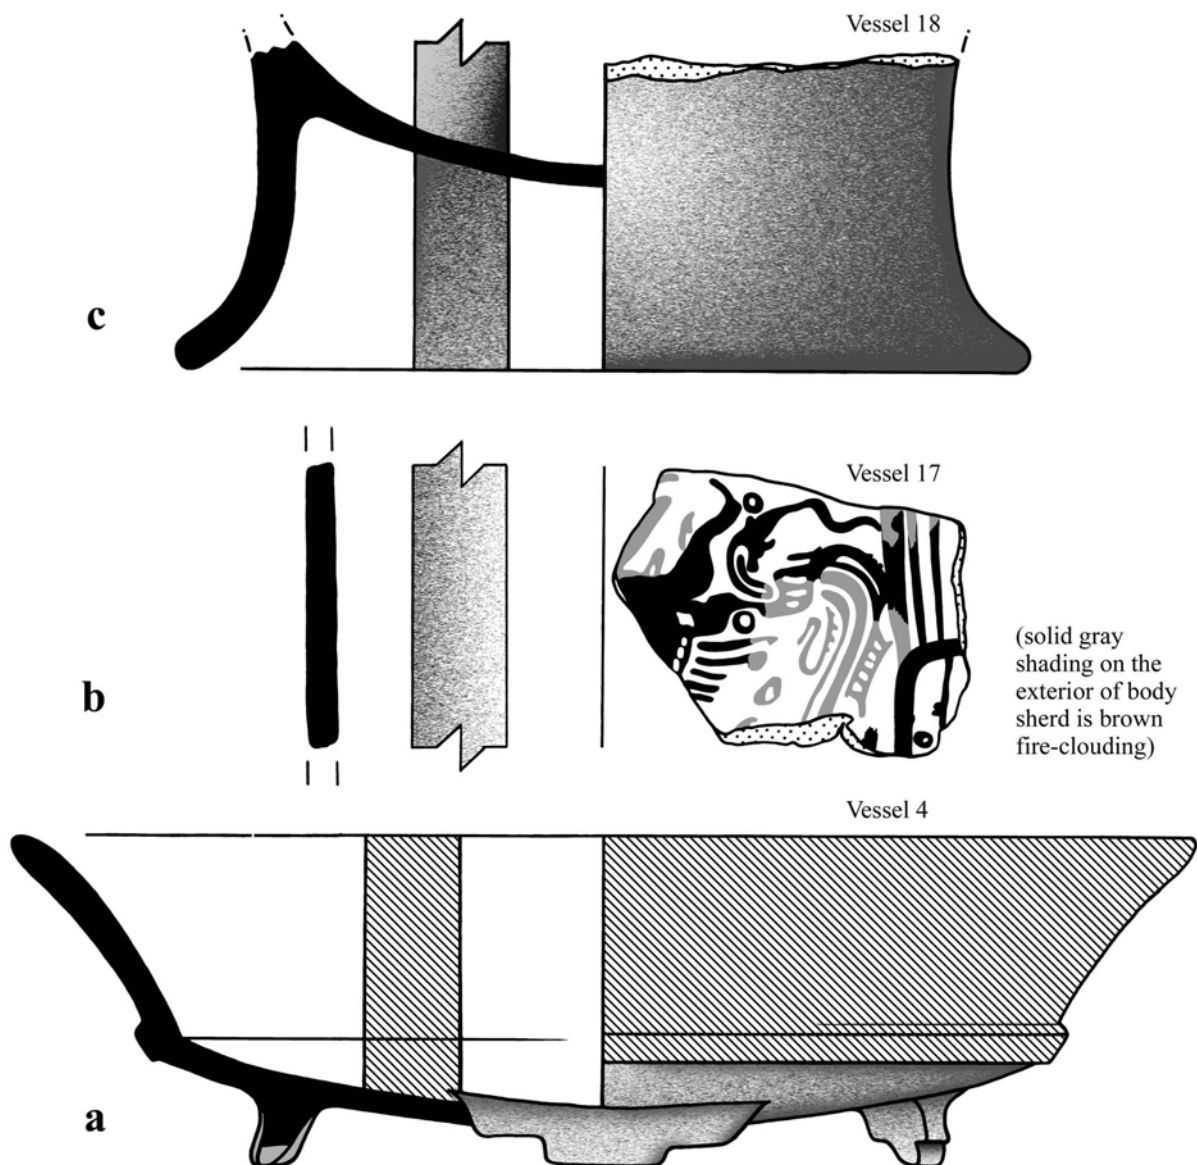 Vessel 18
c
Vessel 17
(solid gray
shading on the
exterior of body
sherd is brown
fire-clouding)
b
Vessel 4
a